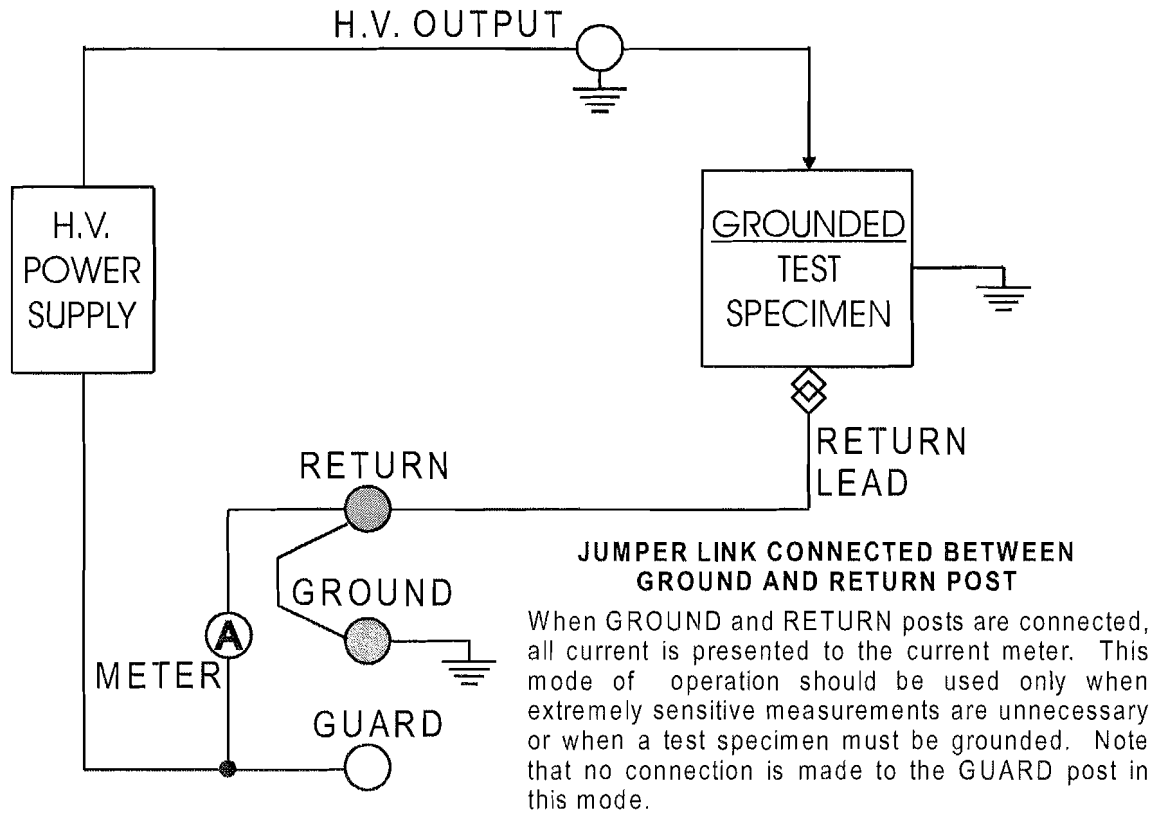 H.V. OUTPUT
H.V.
POWER
SUPPLY
GROUNDED
TEST
SPECIMEN
RETURN
LEAD
RETURN
GROUND
A
METER
GUARD
JUMPER LINK CONNECTED BETWEEN
GROUND AND RETURN POST
When GROUND and RETURN posts are connected,
all current is presented to the current meter. This
mode of operation should be used only when
extremely sensitive measurements are unnecessary
or when a test specimen must be grounded. Note
that no connection is made to the GUARD post in
this mode.